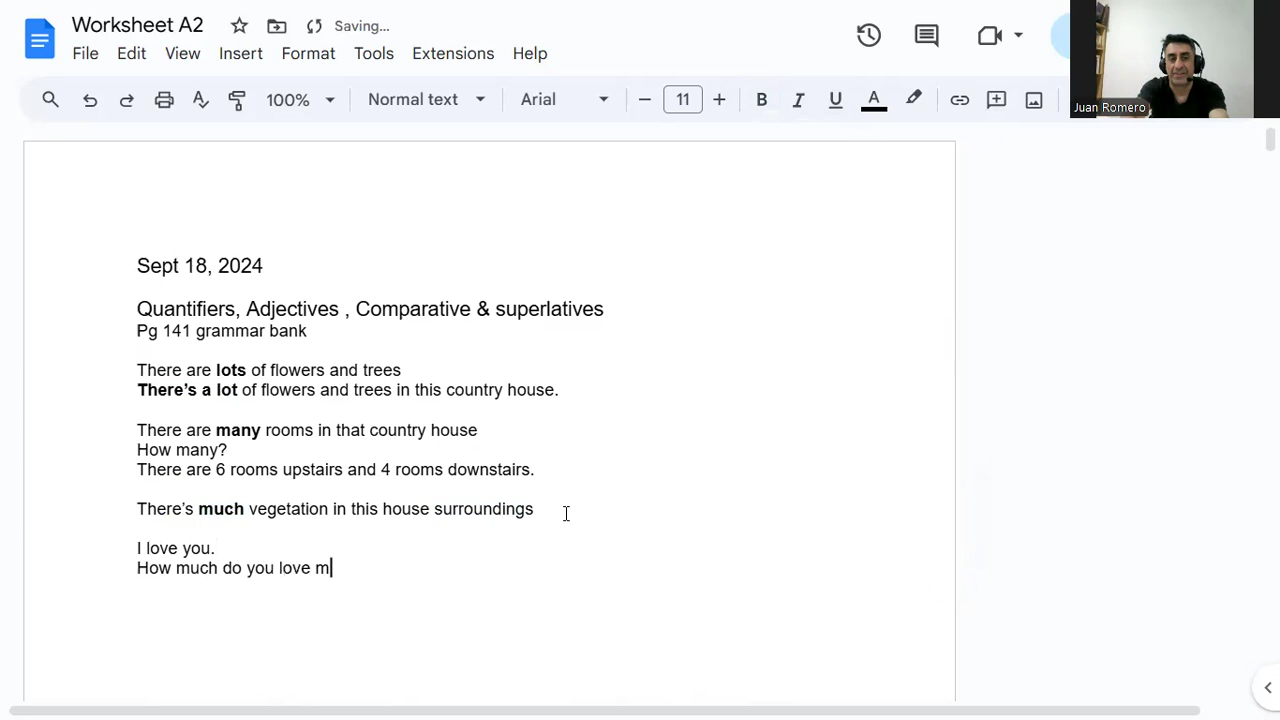 Worksheet A2
Saving...
File Edit View Insert Format Tools Extensions Help
100% Normal text Arial 11 B I U A
Juan Romero
Sept 18, 2024
Quantifiers, Adjectives , Comparative & superlatives
Pg 141 grammar bank
There are lots of flowers and trees
There’s a lot of flowers and trees in this country house.
There are many rooms in that country house
How many?
There are 6 rooms upstairs and 4 rooms downstairs.
There’s much vegetation in this house surroundings
I love you.
How much do you love m